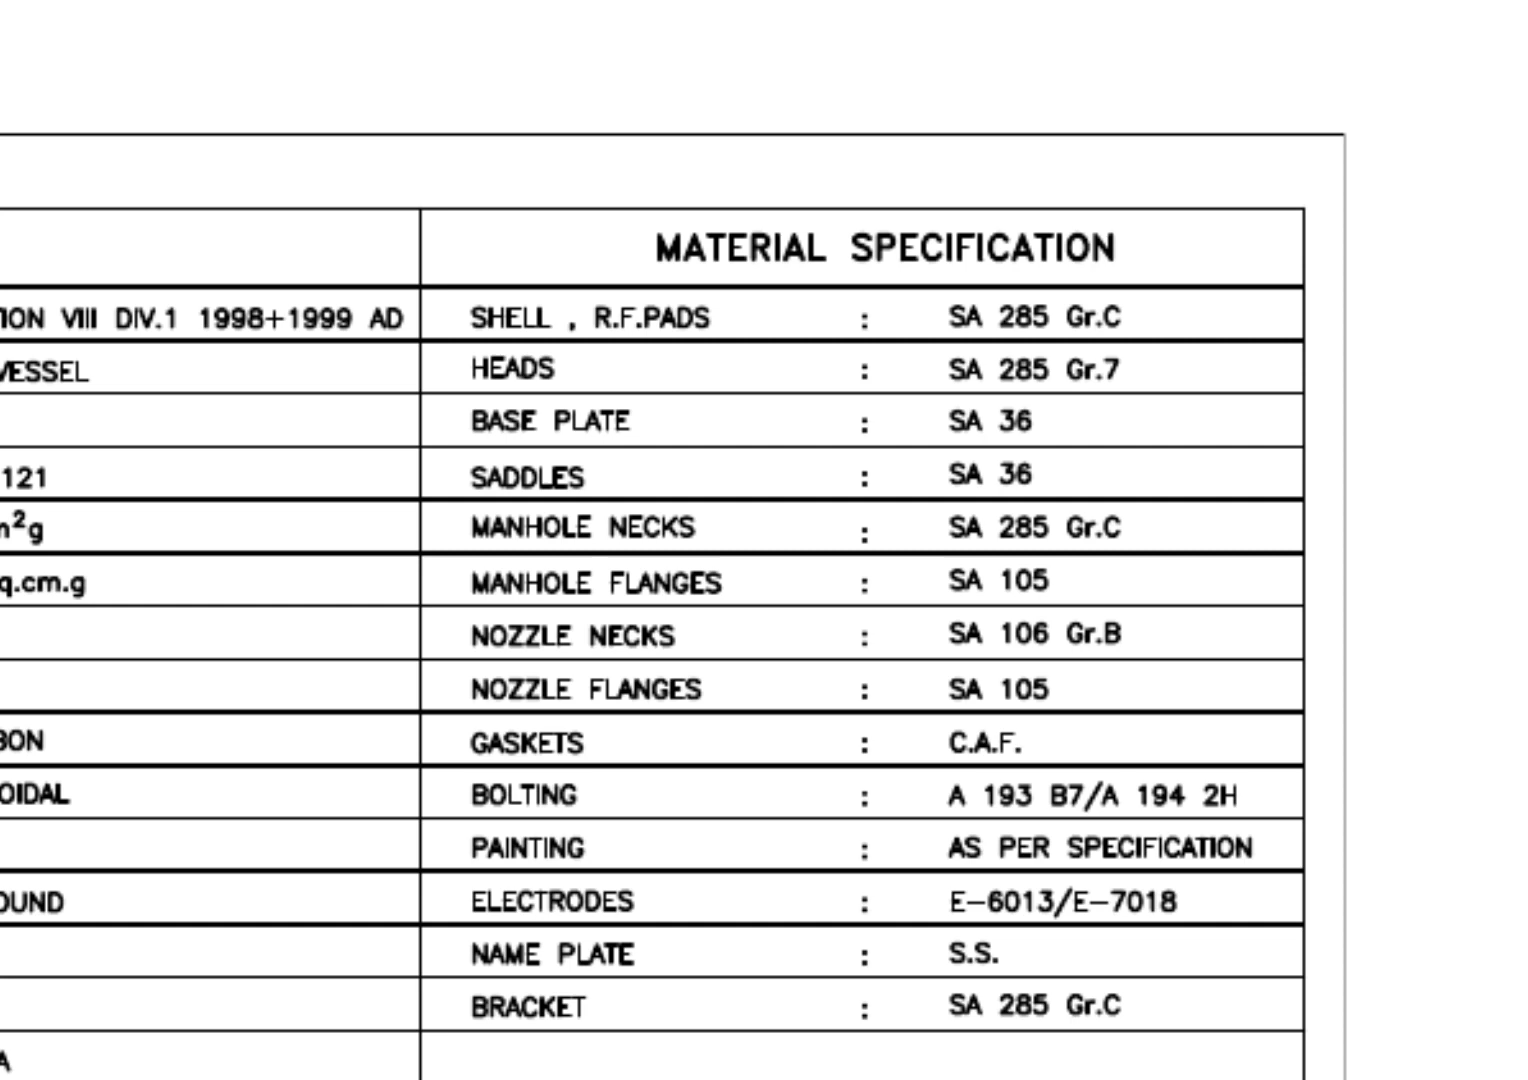 MATERIAL SPECIFICATION
TION VIII DIV.1 1998+1999 AD SHELL , R.F.PADS : SA 285 Gr.C
VESSEL HEADS : SA 285 Gr.7
BASE PLATE : SA 36
121 SADDLES : SA 36
m²g MANHOLE NECKS : SA 285 Gr.C
q.cm.g MANHOLE FLANGES : SA 105
NOZZLE NECKS : SA 106 Gr.B
NOZZLE FLANGES : SA 105
BON GASKETS : C.A.F.
OIDAL BOLTING : A 193 B7/A 194 2H
PAINTING : AS PER SPECIFICATION
OUND ELECTRODES : E-6013/E-7018
NAME PLATE : S.S.
BRACKET : SA 285 Gr.C
A